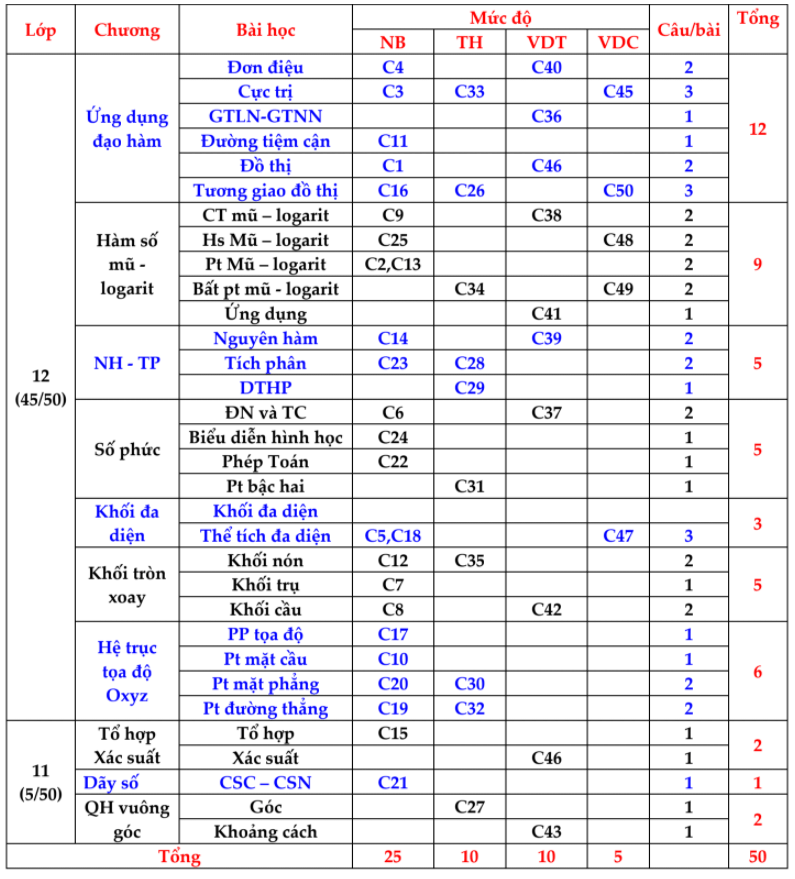 Lớp Chương Bài học Mức độ Câu/bài Tổng
NB TH VDT VDC
12 (45/50) Ứng dụng đạo hàm Đơn điệu C4 C40 2 12
Cực trị C3 C33 C45 3
GTLN-GTNN C36 1
Đường tiệm cận C11 1
Đồ thị C1 C46 2
Tương giao đồ thị C16 C26 C50 3
Hàm số mũ - logarit CT mũ – logarit C9 C38 2 9
Hs Mũ – logarit C25 C48 2
Pt Mũ – logarit C2,C13 2
Bất pt mũ - logarit C34 C49 2
Ứng dụng C41 1
NH - TP Nguyên hàm C14 C39 2 5
Tích phân C23 C28 2
DTHP C29 1
Số phức ĐN và TC C6 C37 2 5
Biểu diễn hình học C24 1
Phép Toán C22 1
Pt bậc hai C31 1
Khối đa diện Khối đa diện 3
Thể tích đa diện C5,C18 C47 3
Khối tròn xoay Khối nón C12 C35 2 5
Khối trụ C7 1
Khối cầu C8 C42 2
Hệ trục tọa độ Oxyz PP tọa độ C17 1 6
Pt mặt cầu C10 1
Pt mặt phẳng C20 C30 2
Pt đường thẳng C19 C32 2
11 (5/50) Tổ hợp Xác suất Tổ hợp C15 1 2
Xác suất C46 1
Dãy số CSC – CSN C21 1 1
QH vuông góc Góc C27 1 2
Khoảng cách C43 1
Tổng 25 10 10 5 50